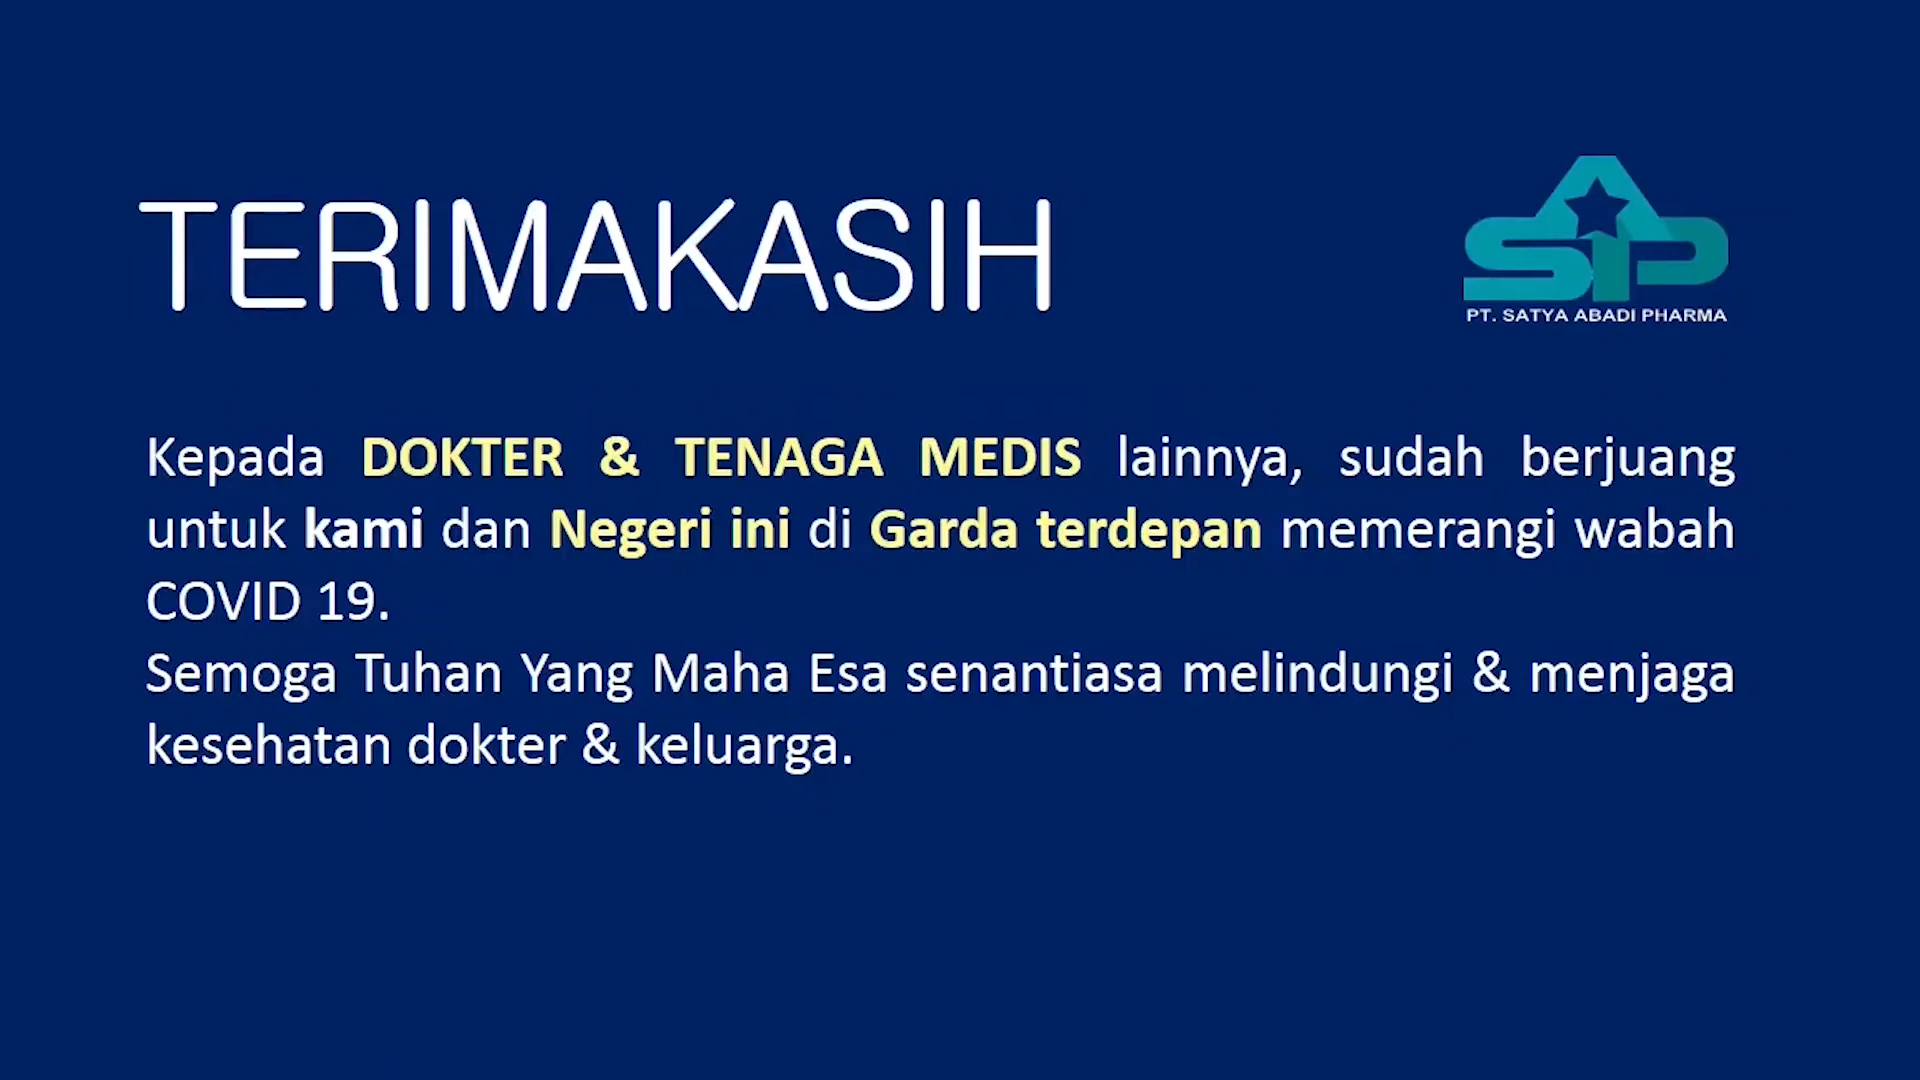 TERIMAKASIH
SAP
PT. SATYA ABADI PHARMA
Kepada DOKTER & TENAGA MEDIS lainnya, sudah berjuang
untuk kami dan Negeri ini di Garda terdepan memerangi wabah
COVID 19.
Semoga Tuhan Yang Maha Esa senantiasa melindungi & menjaga
kesehatan dokter & keluarga.